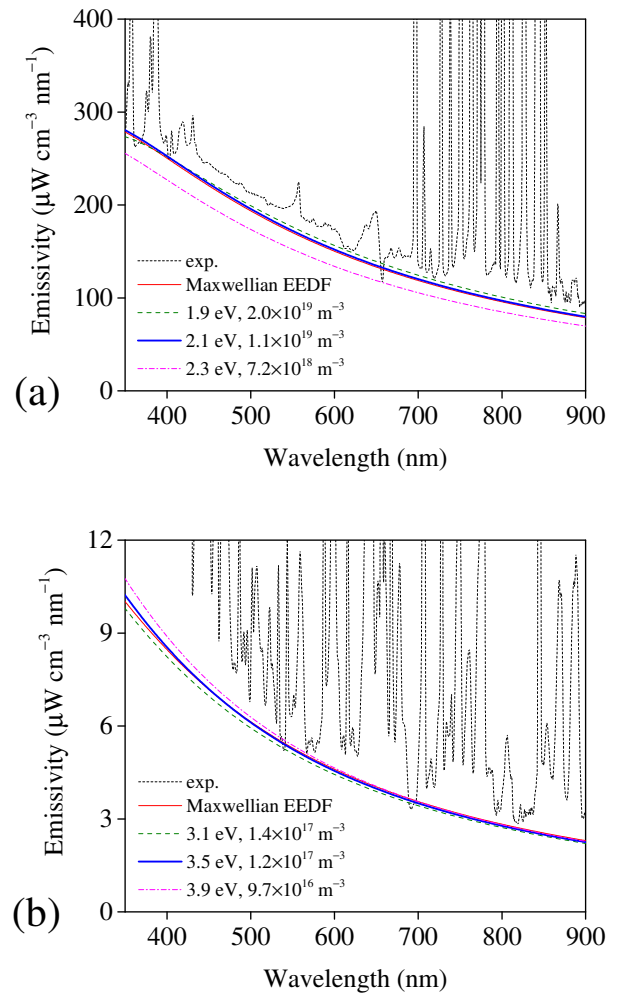 400
300
200
100
0
Emissivity (μW cm⁻³ nm⁻¹)
exp.
Maxwellian EEDF
1.9 eV, 2.0×10¹⁹ m⁻³
2.1 eV, 1.1×10¹⁹ m⁻³
2.3 eV, 7.2×10¹⁸ m⁻³
(a)
400 500 600 700 800 900
Wavelength (nm)
12
9
6
3
0
Emissivity (μW cm⁻³ nm⁻¹)
exp.
Maxwellian EEDF
3.1 eV, 1.4×10¹⁷ m⁻³
3.5 eV, 1.2×10¹⁷ m⁻³
3.9 eV, 9.7×10¹⁶ m⁻³
(b)
400 500 600 700 800 900
Wavelength (nm)